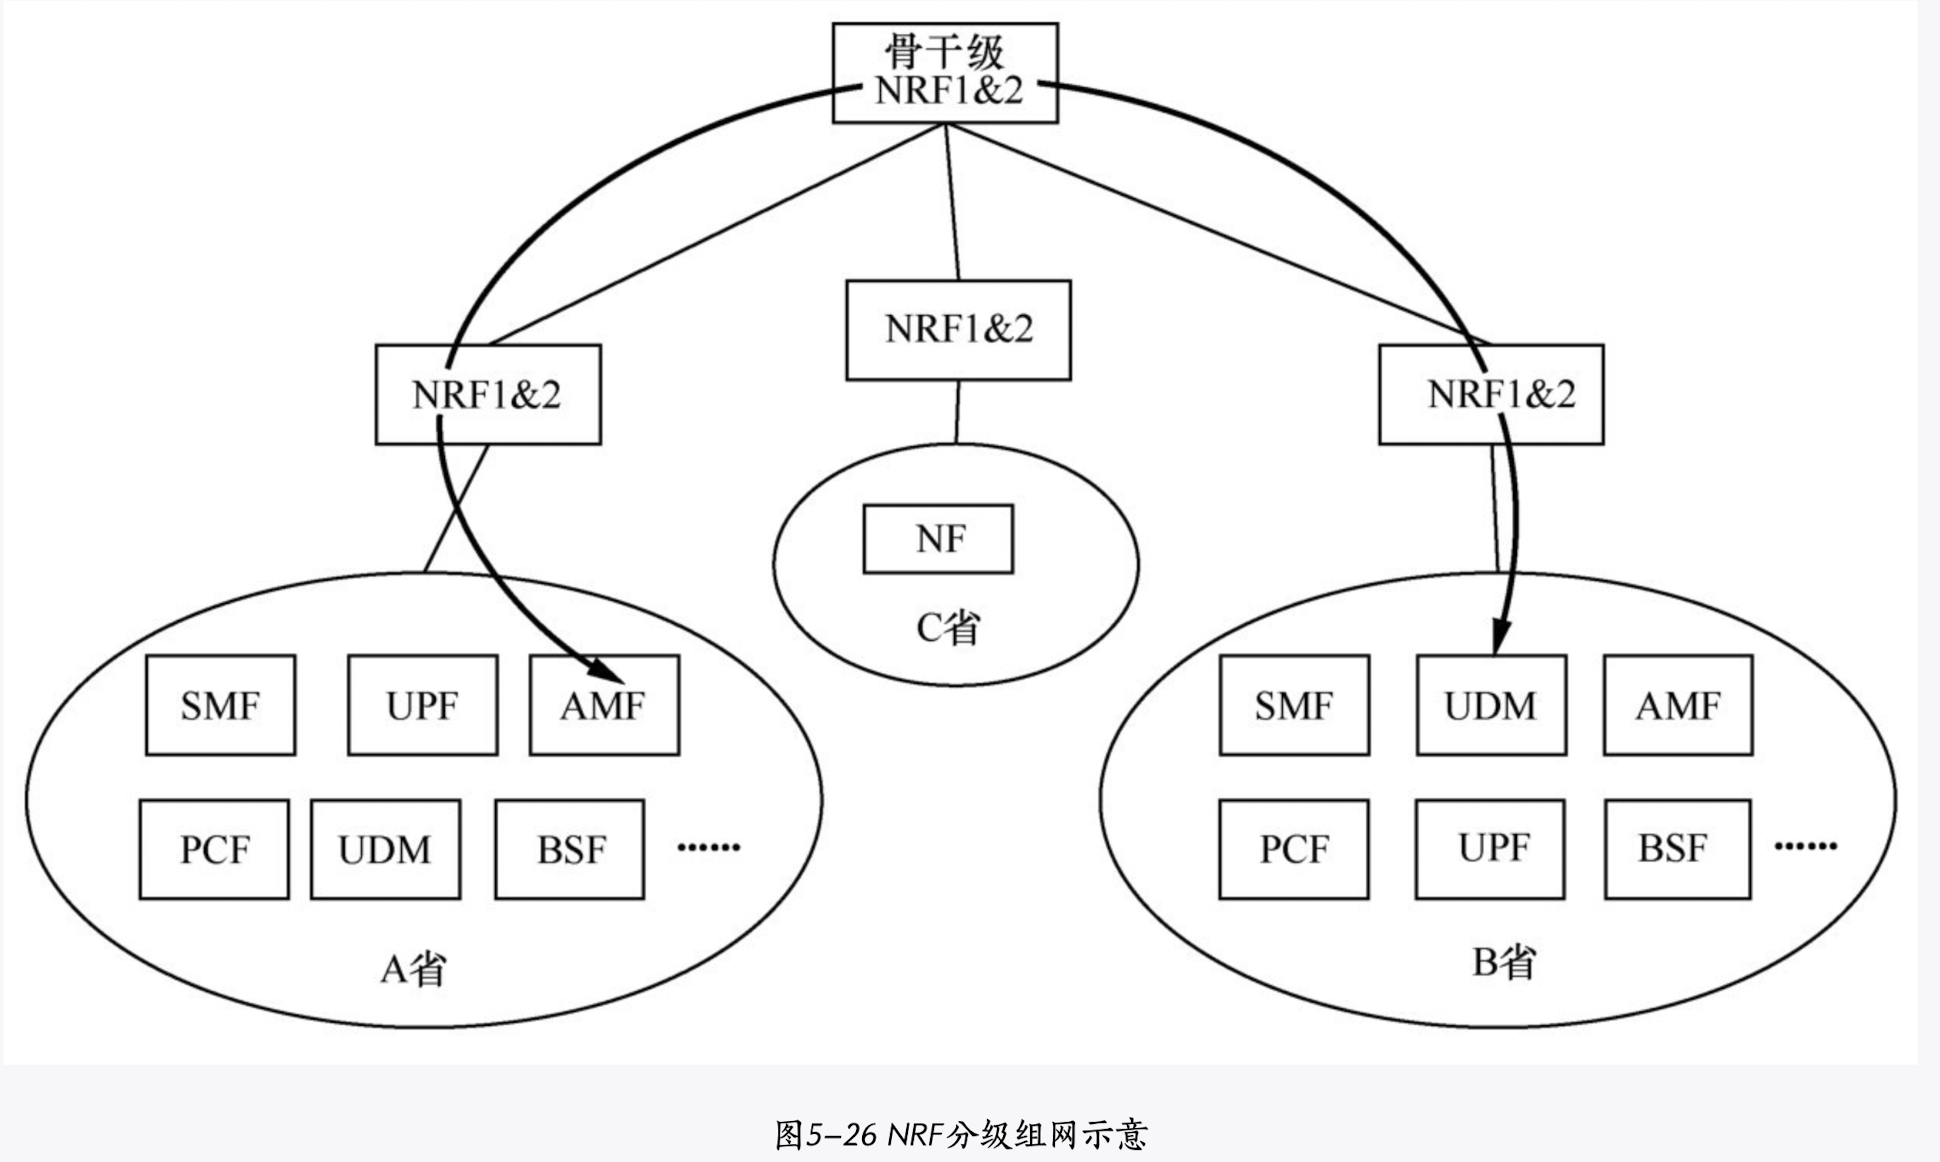 骨干级
NRF1&2
NRF1&2
NRF1&2
NRF1&2
NF
C省
SMF
UPF
AMF
PCF
UDM
BSF
······
A省
SMF
UDM
AMF
PCF
UPF
BSF
······
B省
图5-26 NRF分级组网示意